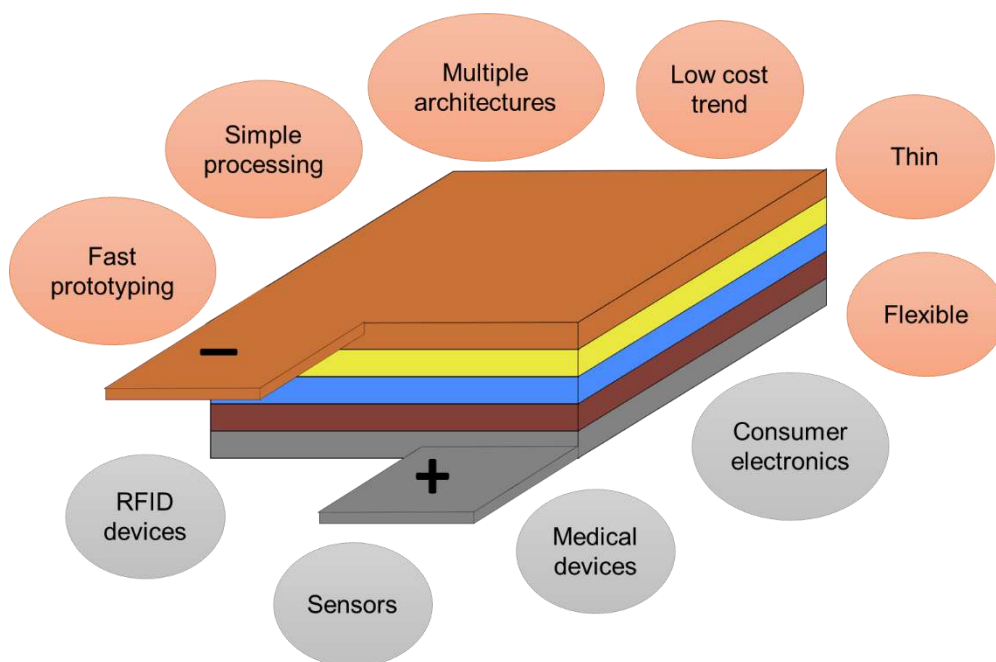 Multiple
architectures
Low cost
trend
Simple
processing
Thin
Fast
prototyping
Flexible
−
Consumer
electronics
+
RFID
devices
Medical
devices
Sensors